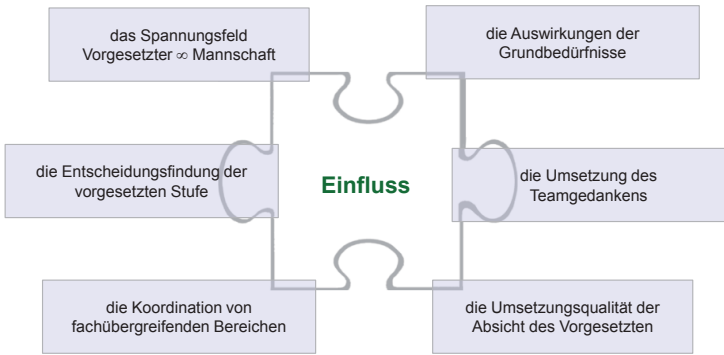 das Spannungsfeld
Vorgesetzter ∞ Mannschaft
die Auswirkungen der
Grundbedürfnisse
die Entscheidungsfindung der
vorgesetzten Stufe
Einfluss
die Umsetzung des
Teamgedankens
die Koordination von
fachübergreifenden Bereichen
die Umsetzungsqualität der
Absicht des Vorgesetzten